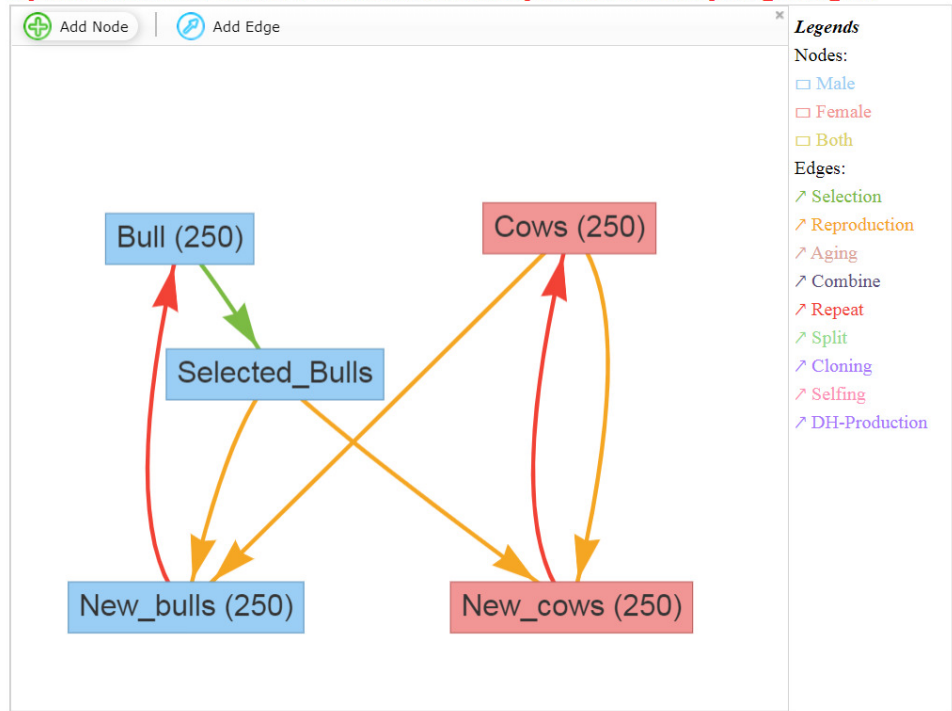 Add Node
Add Edge
Legends
Nodes:
Male
Female
Both
Edges:
Selection
Reproduction
Aging
Combine
Repeat
Split
Cloning
Selfing
DH-Production
Bull (250)
Cows (250)
Selected_Bulls
New_bulls (250)
New_cows (250)